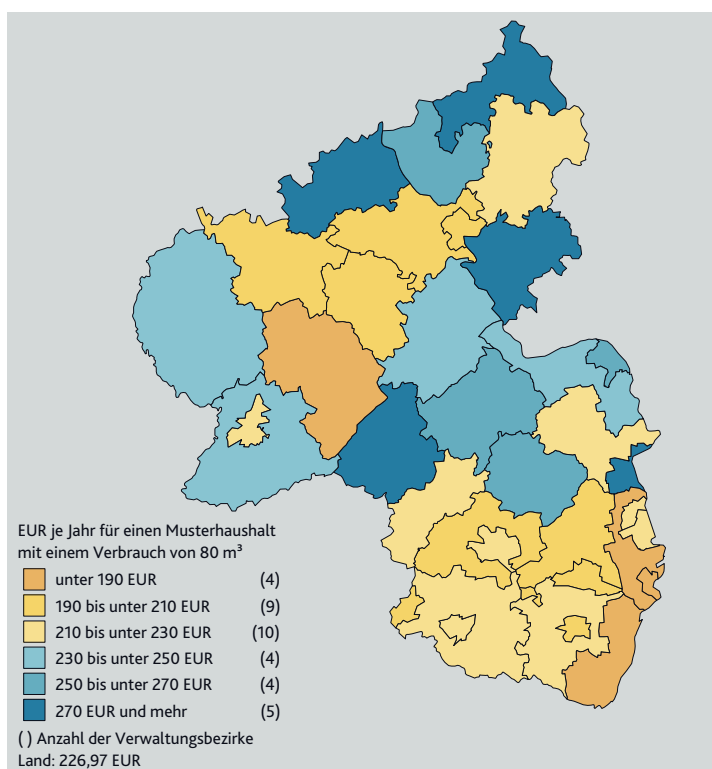 EUR je Jahr für einen Musterhaushalt
mit einem Verbrauch von 80 m³
unter 190 EUR (4)
190 bis unter 210 EUR (9)
210 bis unter 230 EUR (10)
230 bis unter 250 EUR (4)
250 bis unter 270 EUR (4)
270 EUR und mehr (5)
( ) Anzahl der Verwaltungsbezirke
Land: 226,97 EUR